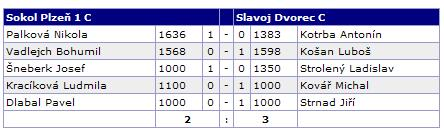 Sokol Plzeň 1 C Slavoj Dvorec C
Palková Nikola 1636 1 - 0 1383 Kotrba Antonín
Vadlejch Bohumil 1568 0 - 1 1598 Košan Luboš
Šneberk Josef 1000 1 - 0 1350 Strolený Ladislav
Kracíková Ludmila 1100 0 - 1 1000 Kovář Michal
Dlabal Pavel 1000 0 - 1 1000 Strnad Jiří
2 : 3